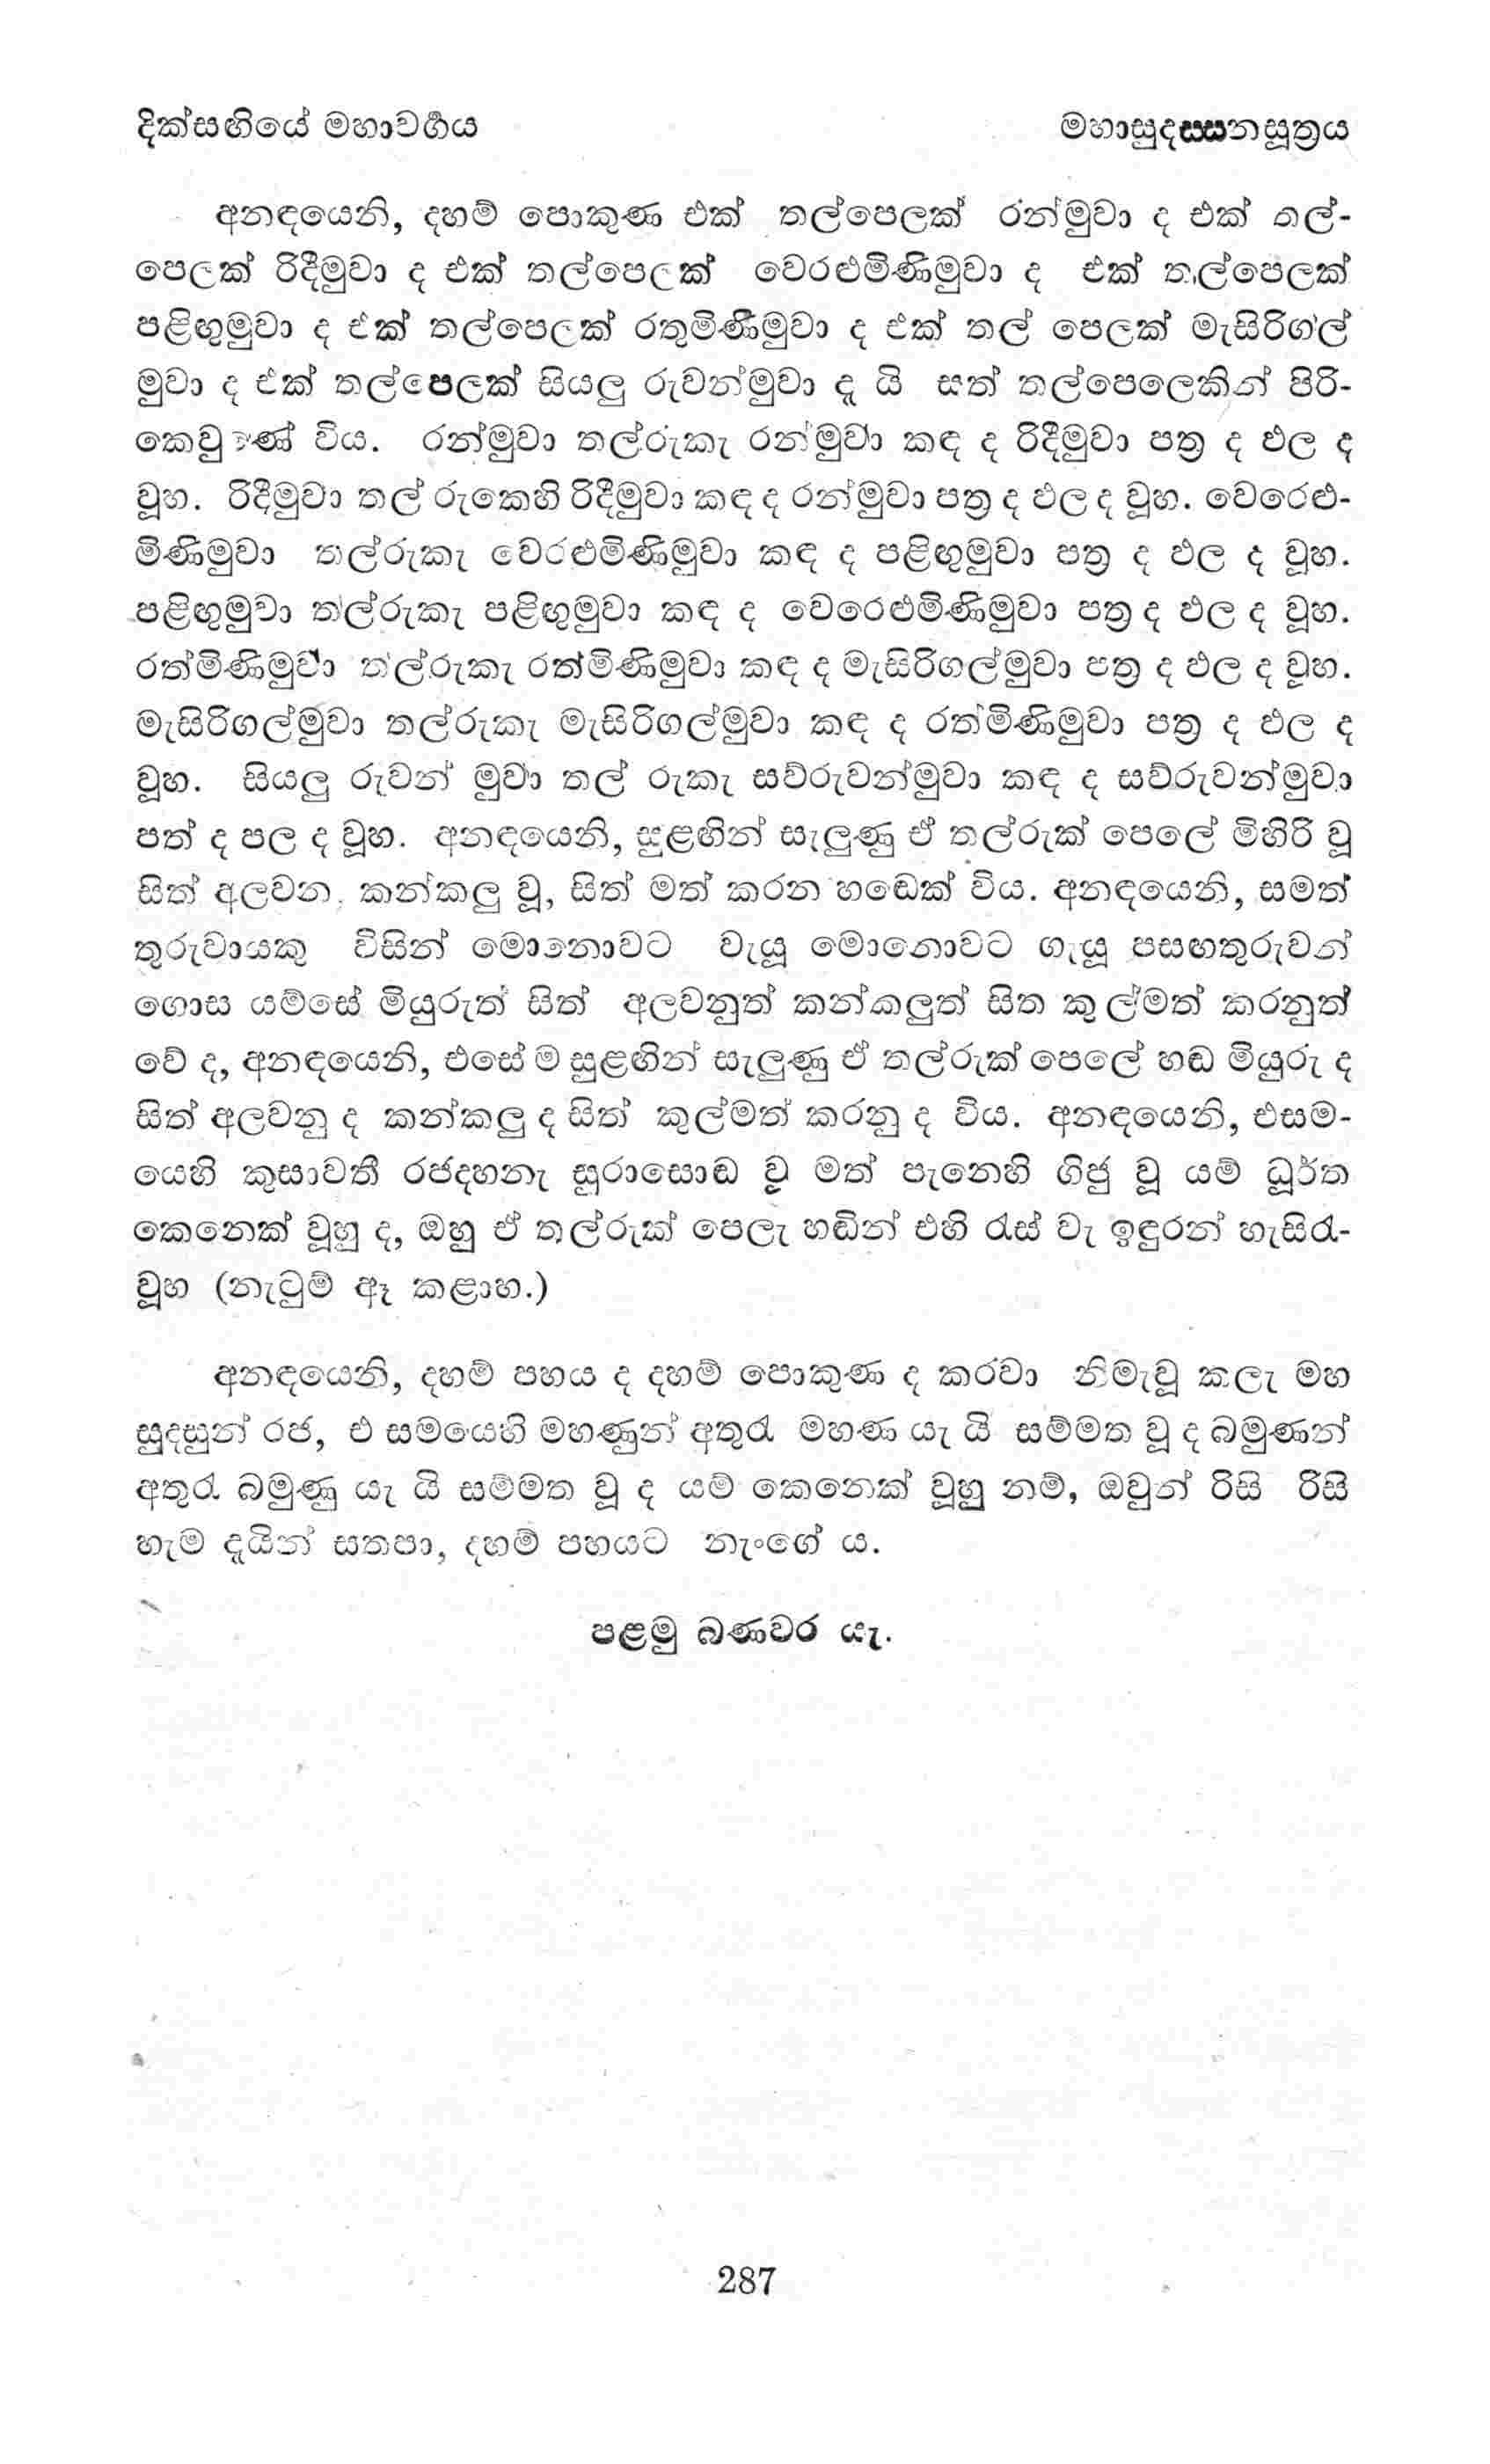 දික්සඟියේ මහාවර්‍ගය
මහාසුදස්සනසූත්‍රය
අනඳයෙනි, දහම් පොකුණ එක් තල්පෙලක් රන්මුවා ද එක් තල්-
පෙලක් රිදීමුවා ද එක් තල්පෙලක් වෙරළුමිණිමුවා ද එක් තල්පෙලක්
පළිඟුමුවා ද එක් තල්පෙලක් රතුමිණීමුවා ද එක් තල් පෙලක් මැසිරිගල්
මුවා ද එක් තල්පෙලක් සියලු රුවන්මුවා දැ යි සත් තල්පෙලෙකින් පිරි-
විය. රන්මුවා තල්රුකැ රන්මුවා කඳ ද රිදීමුවා පත්‍ර ද ඵල ද
වූහ. රිදීමුවා තල් රුකෙහි රිදීමුවා කඳ ද රන්මුවා පත්‍ර ද ඵල ද වූහ. වෙරෙළු-
මිණිමුවා තල්රුකැ වෙරළුමිණිමුවා කඳ ද පළිඟුමුවා පත්‍ර ද ඵල ද වූහ.
පළිඟුමුවා තල්රුකැ පළිඟුමුවා කඳ ද වෙරෙළුමිණිමුවා පත්‍ර ද ඵල ද වූහ.
රත්මිණිමුවා තල්රුකැ රත්මිණිමුවා කඳ ද මැසිරිගල්මුවා පත්‍ර ද ඵල ද වූහ.
මැසිරිගල්මුවා තල්රුකැ මැසිරිගල්මුවා කඳ ද රත්මිණිමුවා පත්‍ර ද ඵල ද
වූහ. සියලු රුවන් මුවා තල් රුකැ සව්රුවන්මුවා කඳ ද සව්රුවන්මුවා
පත් ද පල ද වූහ. අනඳයෙනි, සුළඟින් සැලුණු ඒ තල්රුක් පෙලේ මිහිරි වූ
සිත් අලවන, කන්කලු වූ, සිත් මත් කරන හඬෙක් විය. අනඳයෙනි, සමත්
තුරුවායකු විසින් මොනොවට වැයූ මොනොවට ගැයූ පසඟතුරුවන්
ගොස යම්සේ මියුරුත් සිත් අලවනුත් කන්කලුත් සිත කුල්මත් කරනුත්
වේ ද, අනඳයෙනි, එසේ ම සුළඟින් සැලුණු ඒ තල්රුක් පෙලේ හඬ මියුරු ද
සිත් අලවනු ද කන්කලු ද සිත් කුල්මත් කරනු ද විය. අනඳයෙනි, එසම-
යෙහි කුසාවතී රජදහනැ සුරාසොඬ වූ මත් පැනෙහි ගිජු වූ යම් ධූර්ත
කෙනෙක් වූහු ද, ඔහු ඒ තල්රුක් පෙලැ හඬින් එහි රැස් වැ ඉඳුරන් හැසිරැ-
වූහ (නැටුම් ඈ කළාහ.)
අනඳයෙනි, දහම් පහය ද දහම් පොකුණ ද කරවා නිමැවූ කලැ මහ
සුදසුන් රජ, එ සමයෙහි මහණුන් අතුරැ මහණ යැ යි සම්මත වූ ද බමුණන්
අතුරැ බමුණු යැ යි සම්මත වූ ද යම් කෙනෙක් වූහු නම්, ඔවුන් රිසි රිසි
හැම දැයින් සතපා, දහම් පහයට නැංගේ ය.
පළමු බණවර යැ.
287